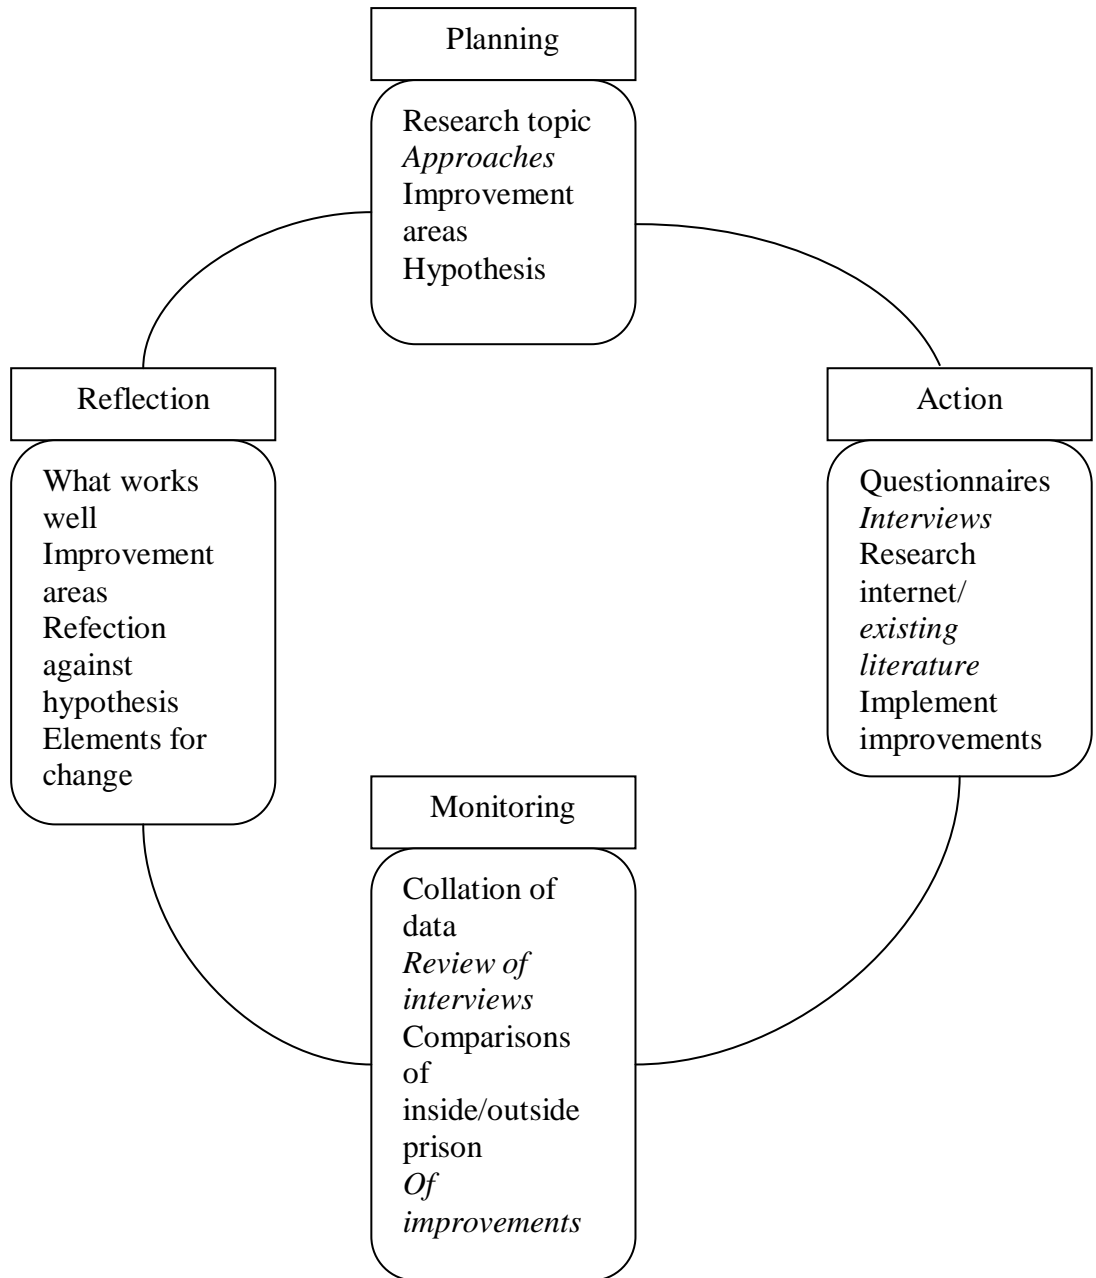 Planning
Research topic
Approaches
Improvement
areas
Hypothesis
Reflection
What works
well
Improvement
areas
Refection
against
hypothesis
Elements for
change
Action
Questionnaires
Interviews
Research
internet/
existing
literature
Implement
improvements
Monitoring
Collation of
data
Review of
interviews
Comparisons
of
inside/outside
prison
Of
improvements